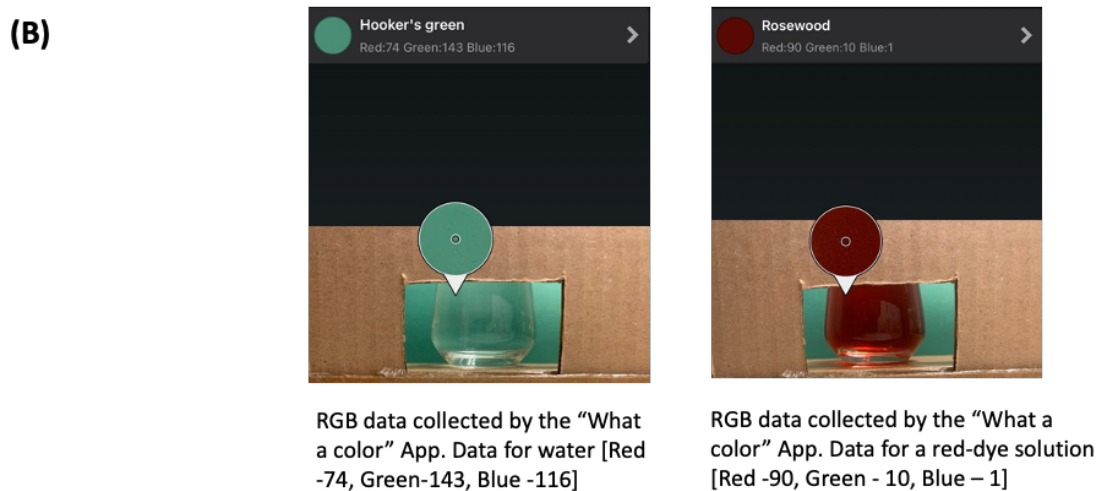 (B)
Hooker's green
Red:74 Green:143 Blue:116
Rosewood
Red:90 Green:10 Blue:1
RGB data collected by the “What
a color” App. Data for water [Red
-74, Green-143, Blue -116]
RGB data collected by the “What a
color” App. Data for a red-dye solution
[Red -90, Green - 10, Blue – 1]